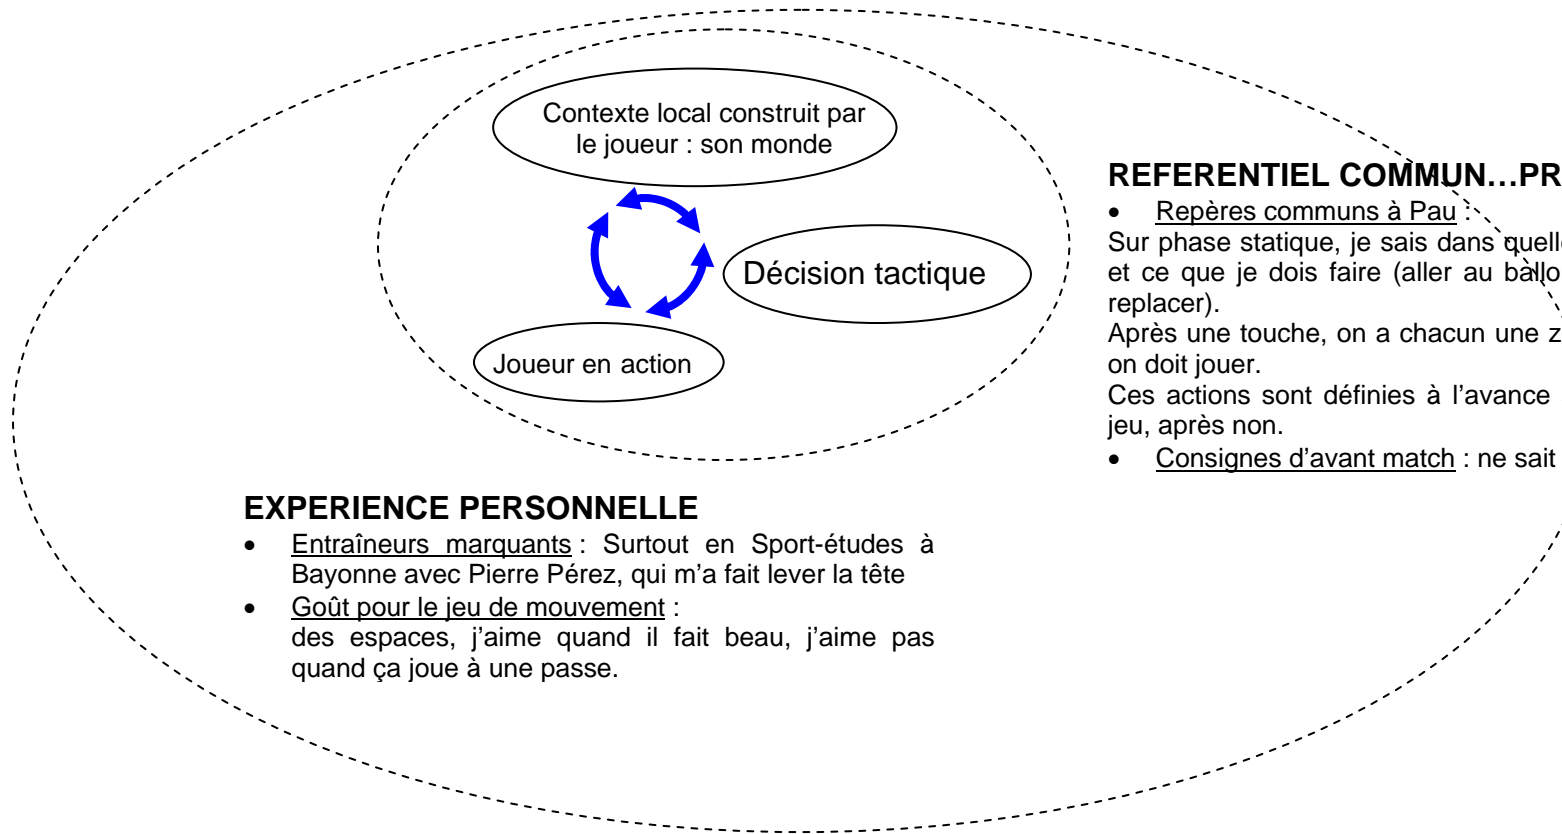 Contexte local construit par
le joueur : son monde
Décision tactique
Joueur en action
REFERENTIEL COMMUN…PR
• Repères communs à Pau :
Sur phase statique, je sais dans quell
et ce que je dois faire (aller au ballo
replacer).
Après une touche, on a chacun une z
on doit jouer.
Ces actions sont définies à l’avance
jeu, après non.
• Consignes d’avant match : ne sait
EXPERIENCE PERSONNELLE
• Entraîneurs marquants : Surtout en Sport-études à
Bayonne avec Pierre Pérez, qui m’a fait lever la tête
• Goût pour le jeu de mouvement :
des espaces, j’aime quand il fait beau, j’aime pas
quand ça joue à une passe.